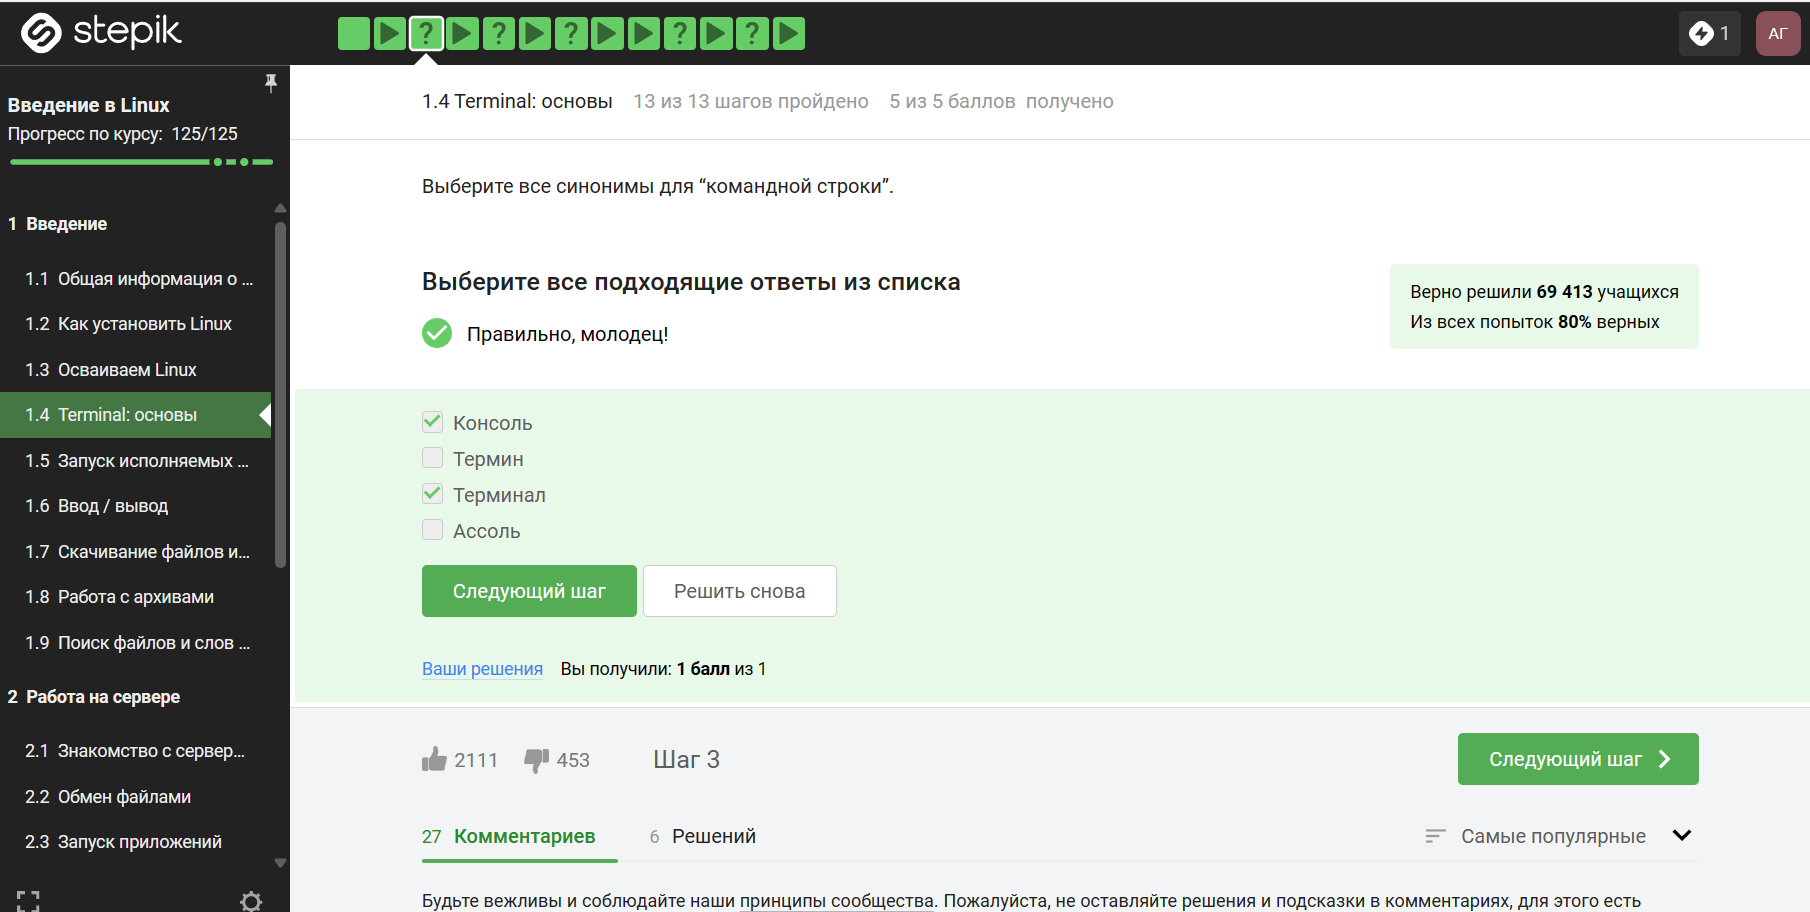 stepik
? ? ? ? ?
1
АГ
Введение в Linux
Прогресс по курсу: 125/125
1 Введение
1.1 Общая информация о ...
1.2 Как установить Linux
1.3 Осваиваем Linux
1.4 Terminal: основы
1.5 Запуск исполняемых ...
1.6 Ввод / вывод
1.7 Скачивание файлов и...
1.8 Работа с архивами
1.9 Поиск файлов и слов ...
2 Работа на сервере
2.1 Знакомство с сервер...
2.2 Обмен файлами
2.3 Запуск приложений
1.4 Terminal: основы 13 из 13 шагов пройдено 5 из 5 баллов получено
Выберите все синонимы для “командной строки”.
Выберите все подходящие ответы из списка
Правильно, молодец!
Верно решили 69 413 учащихся
Из всех попыток 80% верных
Консоль
Термин
Терминал
Ассоль
Следующий шаг Решить снова
Ваши решения Вы получили: 1 балл из 1
2111 453 Шаг 3 Следующий шаг
27 Комментариев 6 Решений Самые популярные
Будьте вежливы и соблюдайте наши принципы сообщества. Пожалуйста, не оставляйте решения и подсказки в комментариях, для этого есть